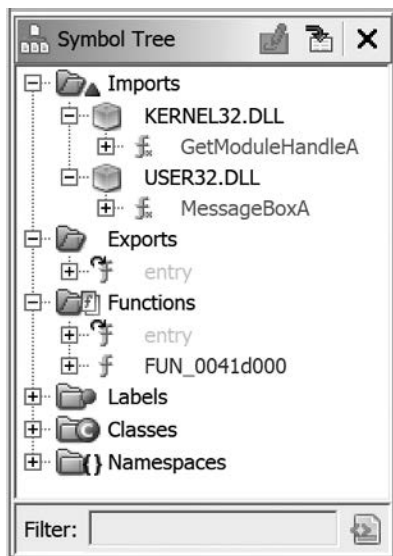 Symbol Tree
Imports
KERNEL32.DLL
GetModuleHandleA
USER32.DLL
MessageBoxA
Exports
entry
Functions
entry
FUN_0041d000
Labels
Classes
Namespaces
Filter: